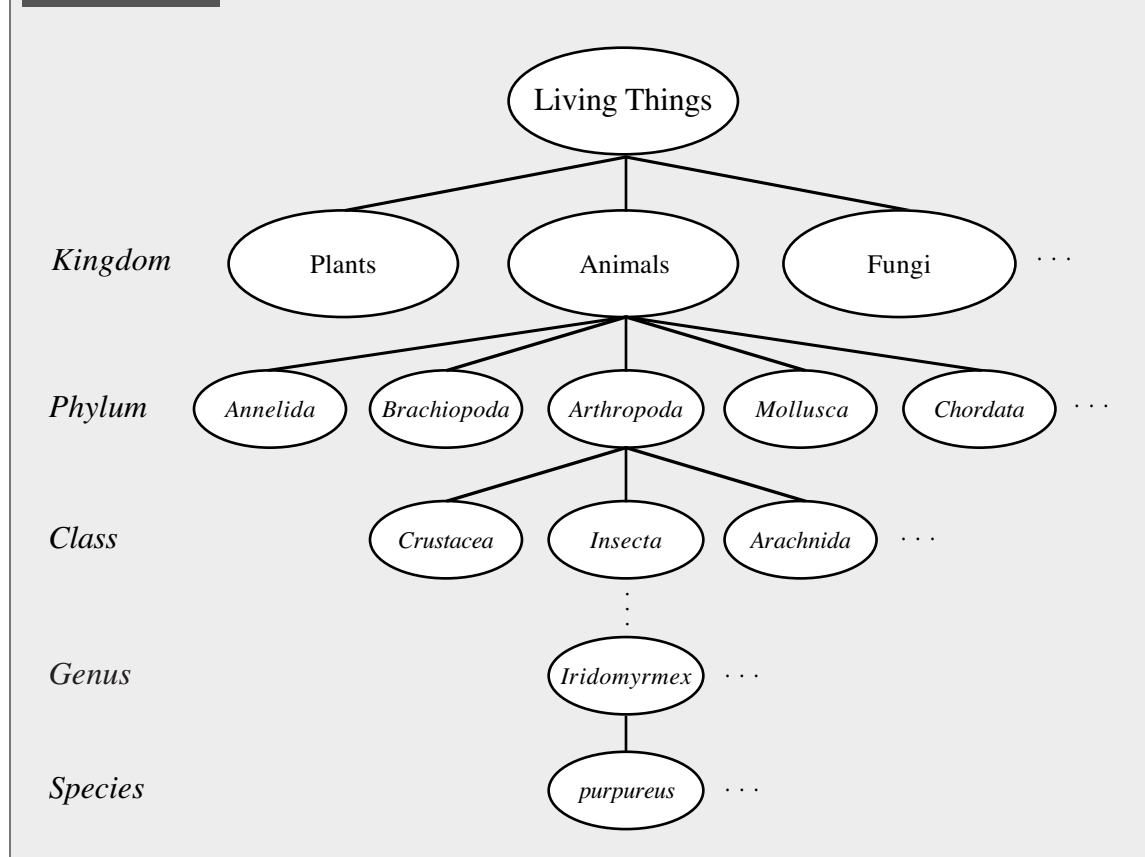 Living Things
Kingdom Plants Animals Fungi . . .
Phylum Annelida Brachiopoda Arthropoda Mollusca Chordata . . .
Class Crustacea Insecta Arachnida . . .
.
.
.
Genus Iridomyrmex . . .
Species purpureus . . .